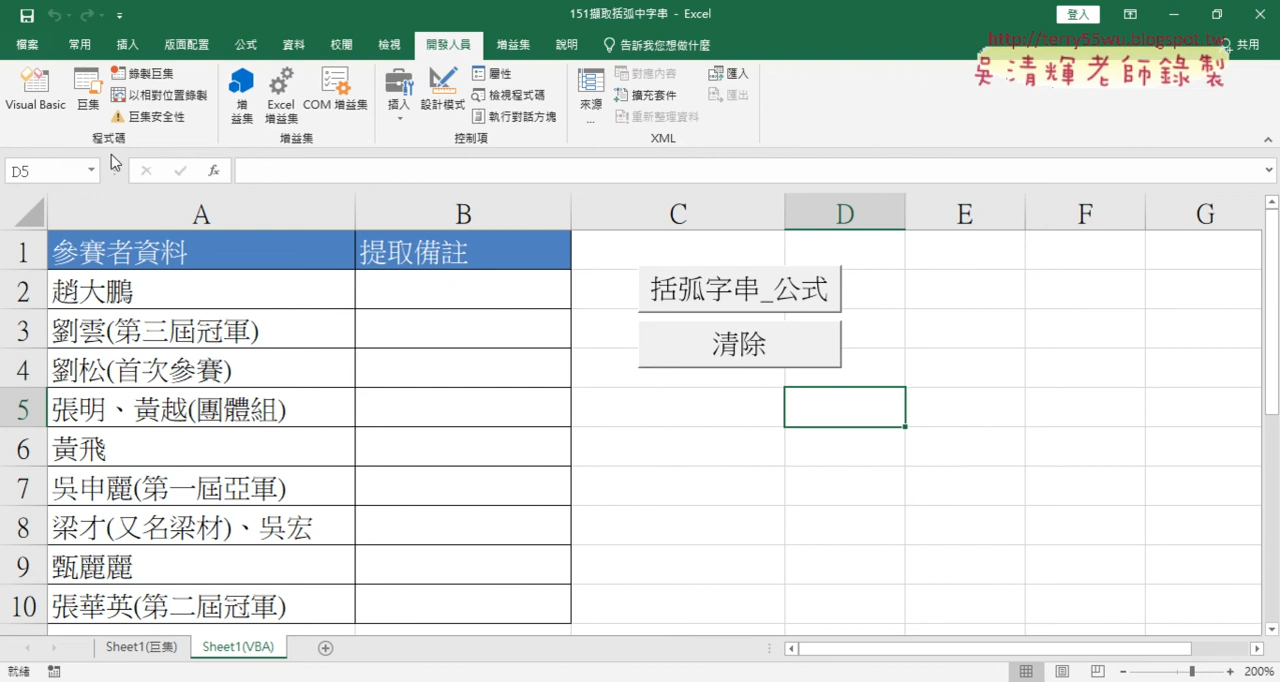 151擷取括弧中字串 - Excel
登入
檔案 常用 插入 版面配置 公式 資料 校閱 檢視 開發人員 增益集 說明 告訴我您想做什麼 共用
http://terry55wu.blogspot.tw
吳清輝老師錄製
Visual Basic 巨集 錄製巨集 以相對位置錄製 巨集安全性
程式碼
增益集 Excel 增益集 COM 增益集
增益集
插入 設計模式 屬性 檢視程式碼 執行對話方塊
控制項
來源... 對應內容 擴充套件 重新整理資料 匯入 匯出
XML
D5 fx
A B C D E F G
1 參賽者資料 提取備註
2 趙大鵬
括弧字串_公式
3 劉雲(第三屆冠軍)
清除
4 劉松(首次參賽)
5 張明、黃越(團體組)
6 黃飛
7 吳申麗(第一屆亞軍)
8 梁才(又名梁材)、吳宏
9 甄麗麗
10 張華英(第二屆冠軍)
Sheet1(巨集) Sheet1(VBA)
就緒 200%